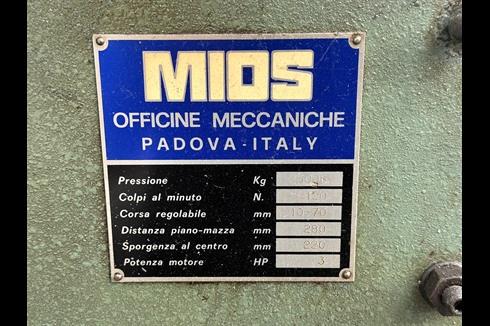 MIOS
OFFICINE MECCANICHE
PADOVA-ITALY
Pressione Kg
Colpi al minuto N.
Corsa regolabile mm 10-70
Distanza piano-mazza mm 280
Sporgenza al centro mm 220
Potenza motore HP 3